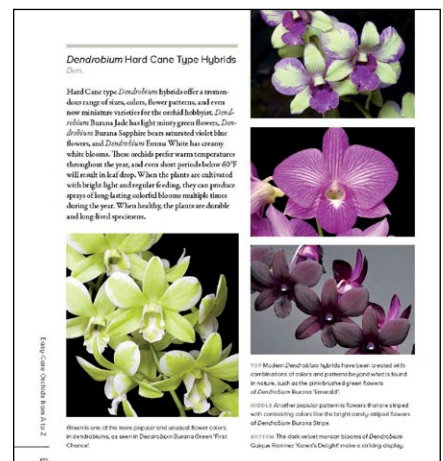 Dendrobium Hard Cane Type Hybrids
Den.
Hard Cane type Dendrobium hybrids offer a tremen-
dous range of sizes, colors, flower patterns, and even
now miniature varieties for the orchid hobbyist. Dend-
robium Burana Jade has light minty green flowers, Den-
drobium Burana Sapphire bears saturated violet blue
flowers, and Dendrobium Emma White has creamy
white blooms. These orchids prefer warm temperatures
throughout the year, and even short periods below 60°F
will result in leaf drop. When the plants are cultivated
with bright light and regular feeding, they can produce
sprays of long-lasting colorful blooms multiple times
during the year. When healthy, the plants are durable
and long-lived specimens.
Green is one of the more popular and unusual flower colors
in dendrobiums, as seen in Dendrobium Burana Green 'First
Chance'.
TOP Modern Dendrobium hybrids have been created with
combinations of colors and patterns beyond what is found
in nature, such as the pink-brushed green flowers
of Dendrobium Burana 'Emerald'.
MIDDLE Another popular pattern is flowers that are striped
with contrasting colors like the bright-candy-striped flowers
of Dendrobium Burana Stripe.
BOTTOM The dark velvet maroon blooms of Dendrobium
Quique Ramirez 'Karen's Delight' make a striking display.
Easy-Care Orchids from A to Z